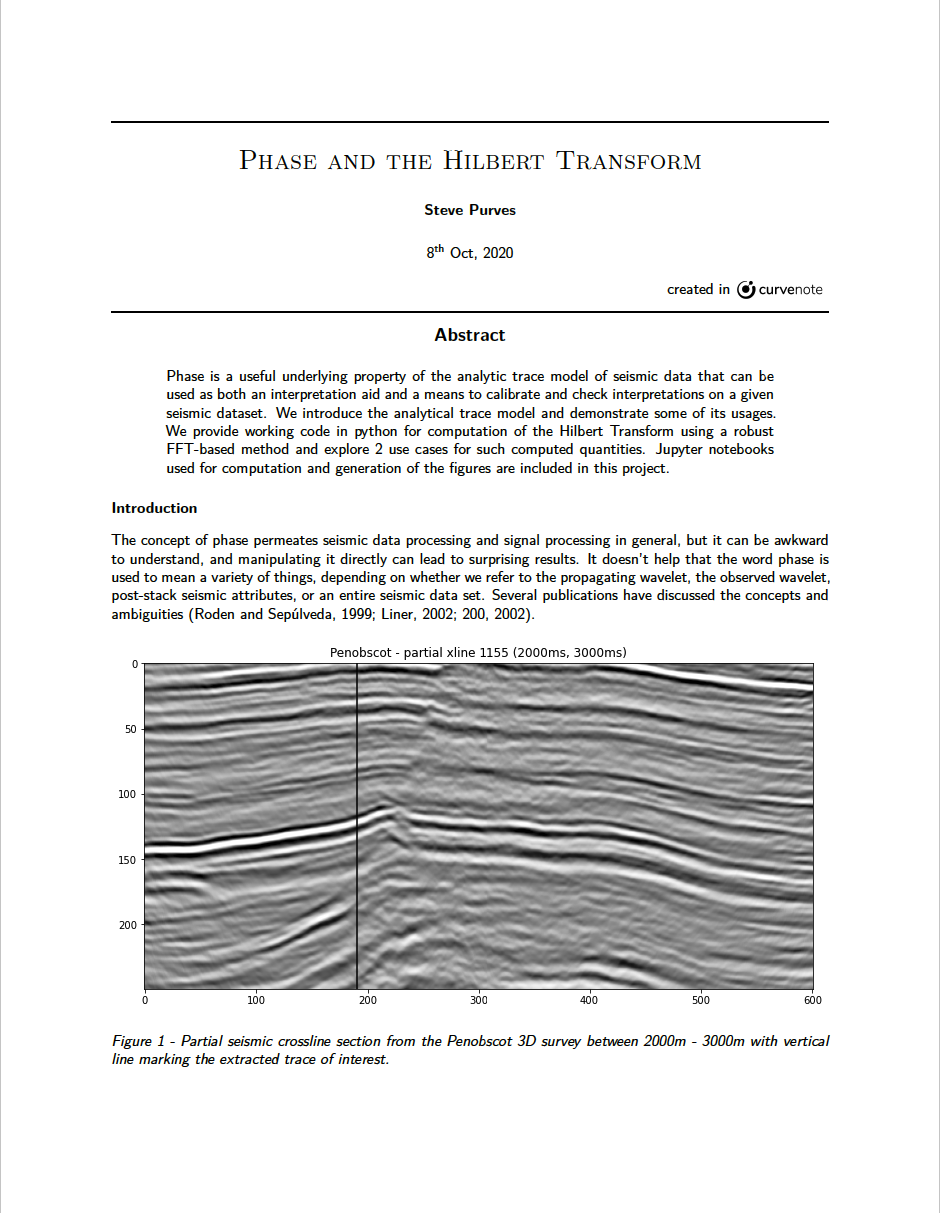 Phase and the Hilbert Transform
Steve Purves
8th Oct, 2020
created in curvenote
Abstract
Phase is a useful underlying property of the analytic trace model of seismic data that can be
used as both an interpretation aid and a means to calibrate and check interpretations on a given
seismic dataset. We introduce the analytical trace model and demonstrate some of its usages.
We provide working code in python for computation of the Hilbert Transform using a robust
FFT-based method and explore 2 use cases for such computed quantities. Jupyter notebooks
used for computation and generation of the figures are included in this project.
Introduction
The concept of phase permeates seismic data processing and signal processing in general, but it can be awkward
to understand, and manipulating it directly can lead to surprising results. It doesn't help that the word phase is
used to mean a variety of things, depending on whether we refer to the propagating wavelet, the observed wavelet,
post-stack seismic attributes, or an entire seismic data set. Several publications have discussed the concepts and
ambiguities (Roden and Sepúlveda, 1999; Liner, 2002; 200, 2002).
Penobscot - partial xline 1155 (2000ms, 3000ms)
0
50
100
150
200
0 100 200 300 400 500 600
Figure 1 - Partial seismic crossline section from the Penobscot 3D survey between 2000m - 3000m with vertical
line marking the extracted trace of interest.